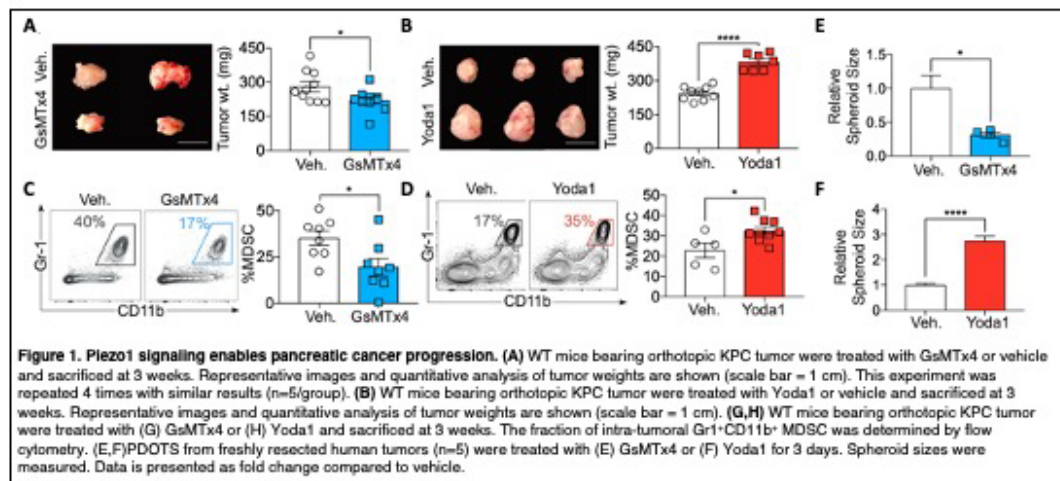 A
B
E
Veh.
GsMTx4
Tumor wt. (mg)
450
300
150
0
*
Veh. GsMTx4
Veh.
Yoda1
Tumor wt. (mg)
450
300
150
0
****
Veh. Yoda1
Relative
Spheroid Size
1.5
1.0
0.5
0.0
*
Veh. GsMTx4
C
D
F
Veh. GsMTx4
40% 17%
Gr-1
CD11b
%MDSC
50
25
0
*
Veh. GsMTx4
Veh. Yoda1
17% 35%
Gr-1
CD11b
%MDSC
50
40
30
20
10
0
*
Veh. Yoda1
Relative
Spheroid Size
4
3
2
1
0
****
Veh. Yoda1
Figure 1. Piezo1 signaling enables pancreatic cancer progression. (A) WT mice bearing orthotopic KPC tumor were treated with GsMTx4 or vehicle
and sacrificed at 3 weeks. Representative images and quantitative analysis of tumor weights are shown (scale bar = 1 cm). This experiment was
repeated 4 times with similar results (n=5/group). (B) WT mice bearing orthotopic KPC tumor were treated with Yoda1 or vehicle and sacrificed at 3
weeks. Representative images and quantitative analysis of tumor weights are shown (scale bar = 1 cm). (G,H) WT mice bearing orthotopic KPC tumor
were treated with (G) GsMTx4 or (H) Yoda1 and sacrificed at 3 weeks. The fraction of intra-tumoral Gr1⁺CD11b⁺ MDSC was determined by flow
cytometry. (E,F)PDOTS from freshly resected human tumors (n=5) were treated with (E) GsMTx4 or (F) Yoda1 for 3 days. Spheroid sizes were
measured. Data is presented as fold change compared to vehicle.